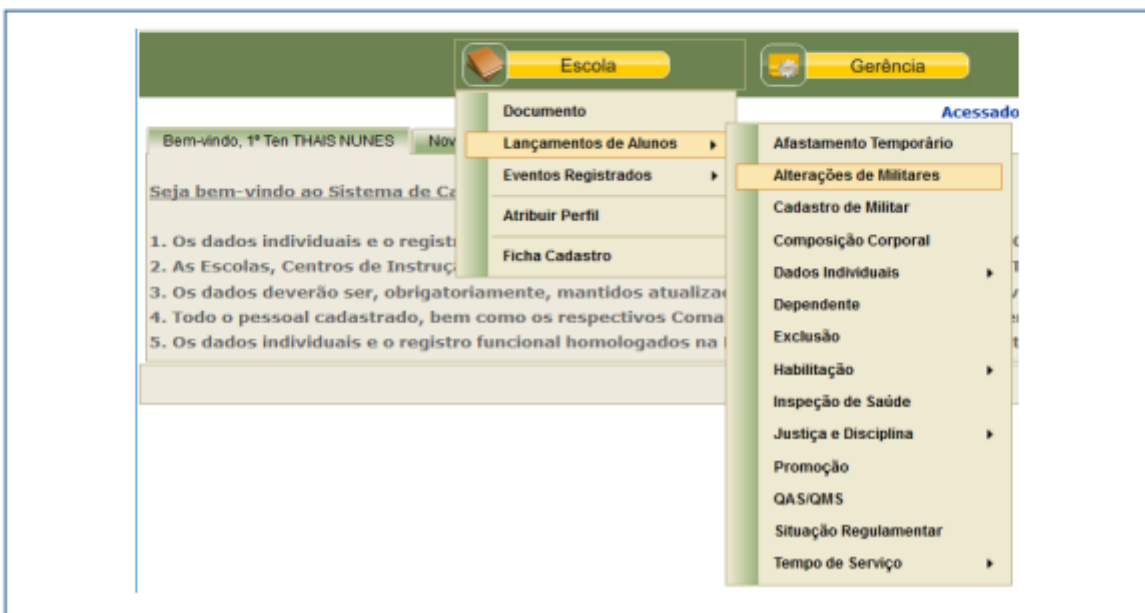 Escola
Gerência
Documento
Acessado
Bem-vindo, 1º Ten THAIS NUNES
Nov
Lançamentos de Alunos
Afastamento Temporário
Eventos Registrados
Alterações de Militares
Seja bem-vindo ao Sistema de Ca
Atribuir Perfil
Cadastro de Militar
1. Os dados individuais e o regist
Ficha Cadastro
Composição Corporal
2. As Escolas, Centros de Instruç
Dados Individuais
3. Os dados deverão ser, obrigatoriamente, mantidos atualiza
Dependente
4. Todo o pessoal cadastrado, bem como os respectivos Coma
Exclusão
5. Os dados individuais e o registro funcional homologados na
Habilitação
Inspeção de Saúde
Justiça e Disciplina
Promoção
QAS/QMS
Situação Regulamentar
Tempo de Serviço